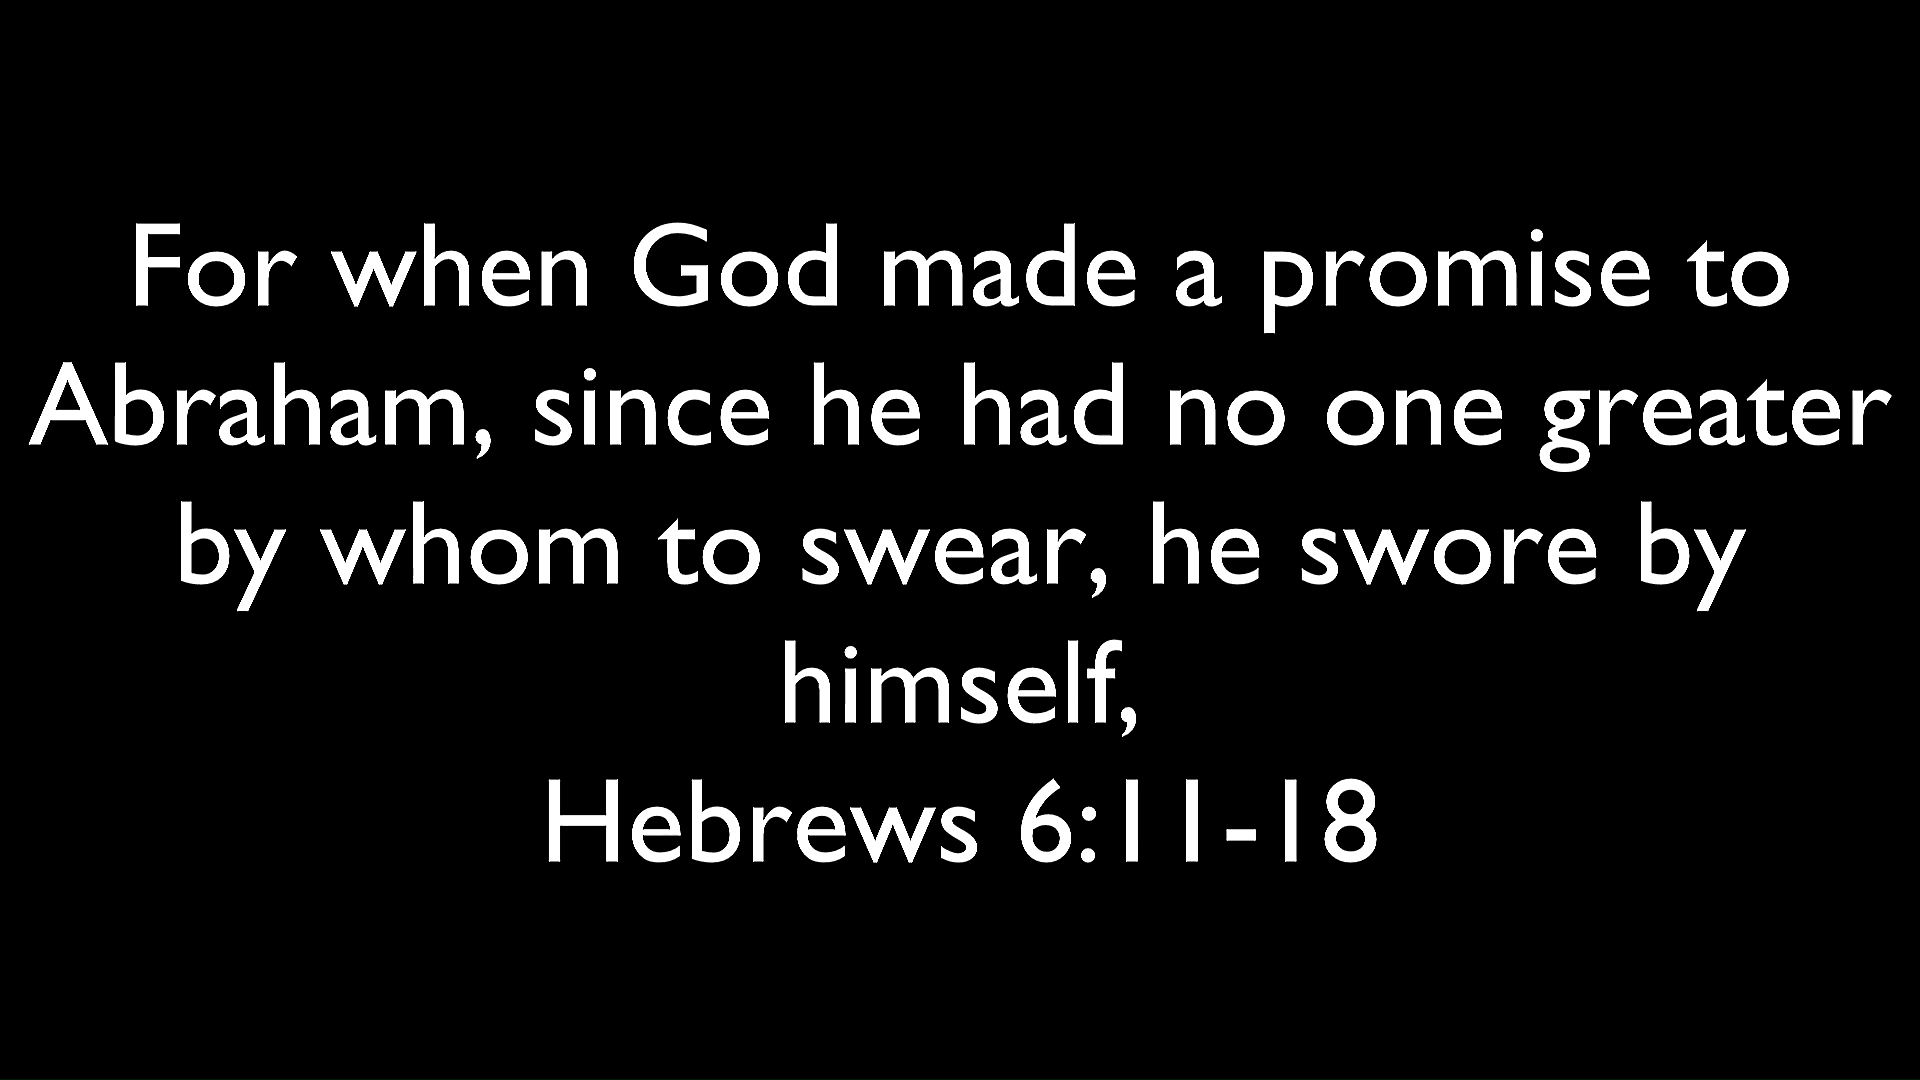 For when God made a promise to
Abraham, since he had no one greater
by whom to swear, he swore by
himself,
Hebrews 6:11-18